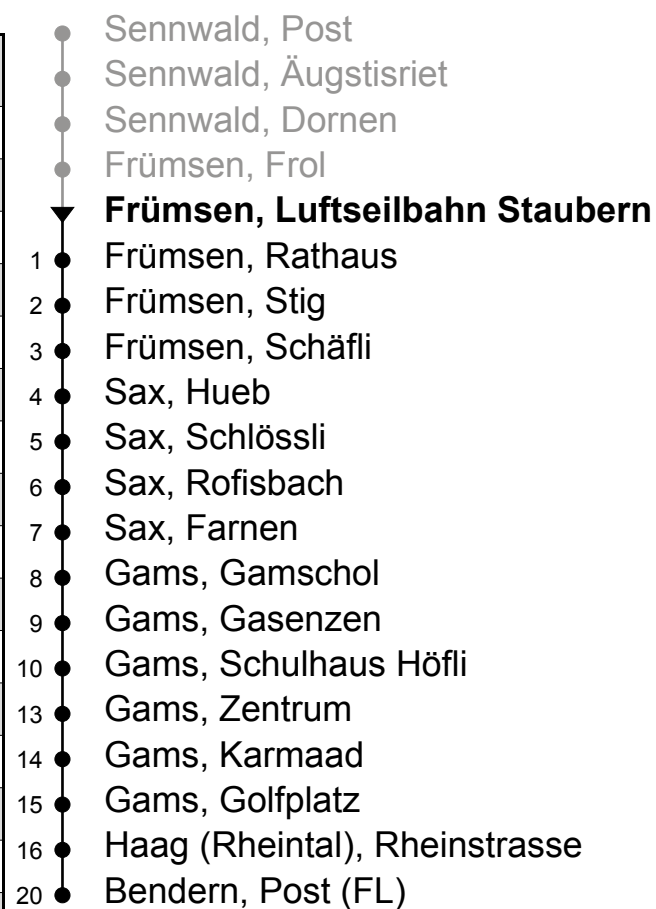 Sennwald, Post
Sennwald, Äugstisriet
Sennwald, Dornen
Frümsen, Frol
Frümsen, Luftseilbahn Staubern
1 Frümsen, Rathaus
2 Frümsen, Stig
3 Frümsen, Schäfli
4 Sax, Hueb
5 Sax, Schlössli
6 Sax, Rofisbach
7 Sax, Farnen
8 Gams, Gamschol
9 Gams, Gasenzen
10 Gams, Schulhaus Höfli
13 Gams, Zentrum
14 Gams, Karmaad
15 Gams, Golfplatz
16 Haag (Rheintal), Rheinstrasse
20 Bendern, Post (FL)